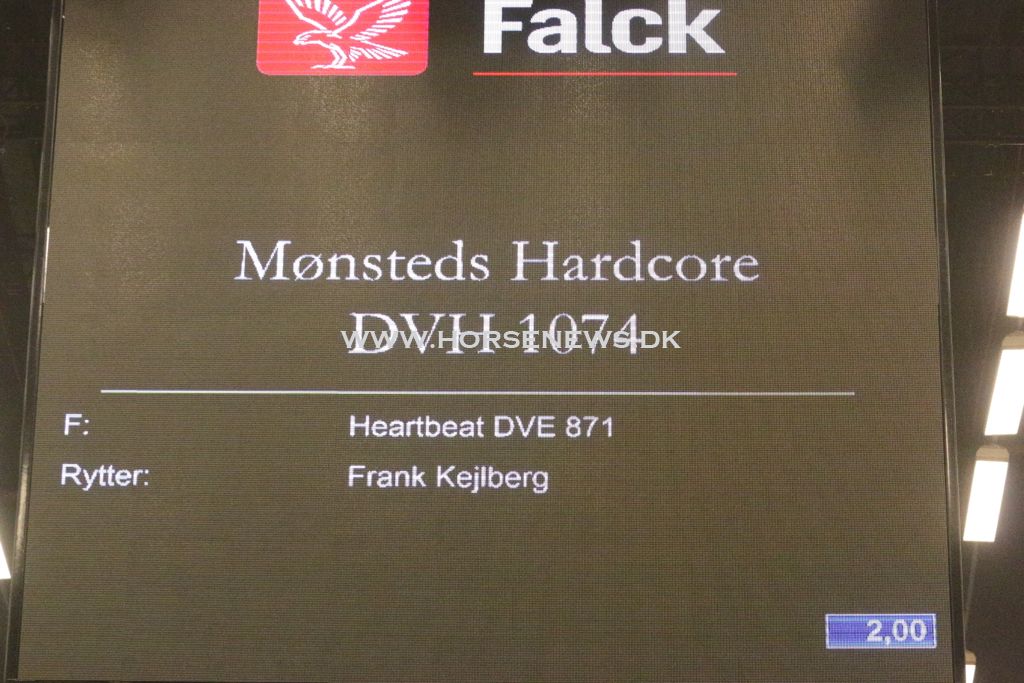 Falck
Mønsteds Hardcore
DVH 1074
WWW.HORSENEWS.DK
F: Heartbeat DVE 871
Rytter: Frank Kejlberg
2,00